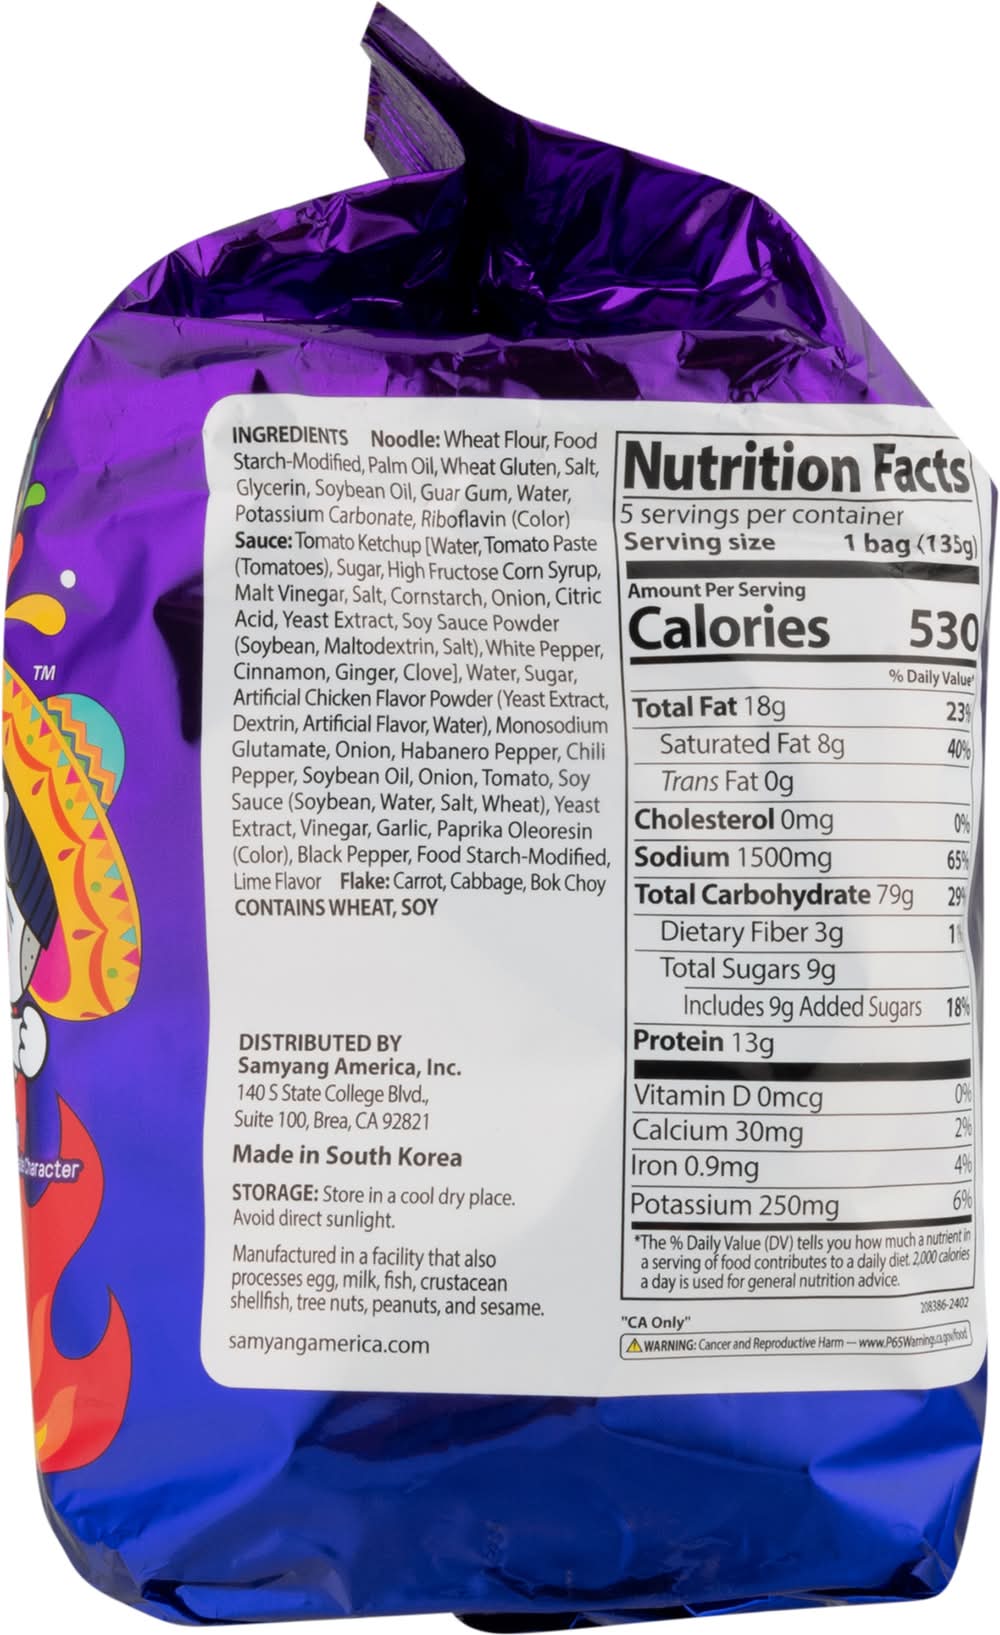 INGREDIENTS Noodle: Wheat Flour, Food
Starch-Modified, Palm Oil, Wheat Gluten, Salt,
Glycerin, Soybean Oil, Guar Gum, Water,
Potassium Carbonate, Riboflavin (Color)
Sauce: Tomato Ketchup [Water, Tomato Paste
(Tomatoes), Sugar, High Fructose Corn Syrup,
Malt Vinegar, Salt, Cornstarch, Onion, Citric
Acid, Yeast Extract, Soy Sauce Powder
(Soybean, Maltodextrin, Salt), White Pepper,
Cinnamon, Ginger, Clove], Water, Sugar,
Artificial Chicken Flavor Powder (Yeast Extract,
Dextrin, Artificial Flavor, Water), Monosodium
Glutamate, Onion, Habanero Pepper, Chili
Pepper, Soybean Oil, Onion, Tomato, Soy
Sauce (Soybean, Water, Salt, Wheat), Yeast
Extract, Vinegar, Garlic, Paprika Oleoresin
(Color), Black Pepper, Food Starch-Modified,
Lime Flavor Flake: Carrot, Cabbage, Bok Choy
CONTAINS WHEAT, SOY
DISTRIBUTED BY
Samyang America, Inc.
140 S State College Blvd.,
Suite 100, Brea, CA 92821
Made in South Korea
STORAGE: Store in a cool dry place.
Avoid direct sunlight.
Manufactured in a facility that also
processes egg, milk, fish, crustacean
shellfish, tree nuts, peanuts, and sesame.
samyangamerica.com
Nutrition Facts
5 servings per container
Serving size 1 bag (135g)
Amount Per Serving
Calories 530
% Daily Value*
Total Fat 18g 23%
Saturated Fat 8g 40%
Trans Fat 0g
Cholesterol 0mg 0%
Sodium 1500mg 65%
Total Carbohydrate 79g 29%
Dietary Fiber 3g
Total Sugars 9g
Includes 9g Added Sugars 18%
Protein 13g
Vitamin D 0mcg 0%
Calcium 30mg 2%
Iron 0.9mg 4%
Potassium 250mg 6%
*The % Daily Value (DV) tells you how much a nutrient in
a serving of food contributes to a daily diet. 2,000 calories
a day is used for general nutrition advice.
208386-2402
"CA Only"
WARNING: Cancer and Reproductive Harm — www.P65Warnings.ca.gov/food
TM
Character